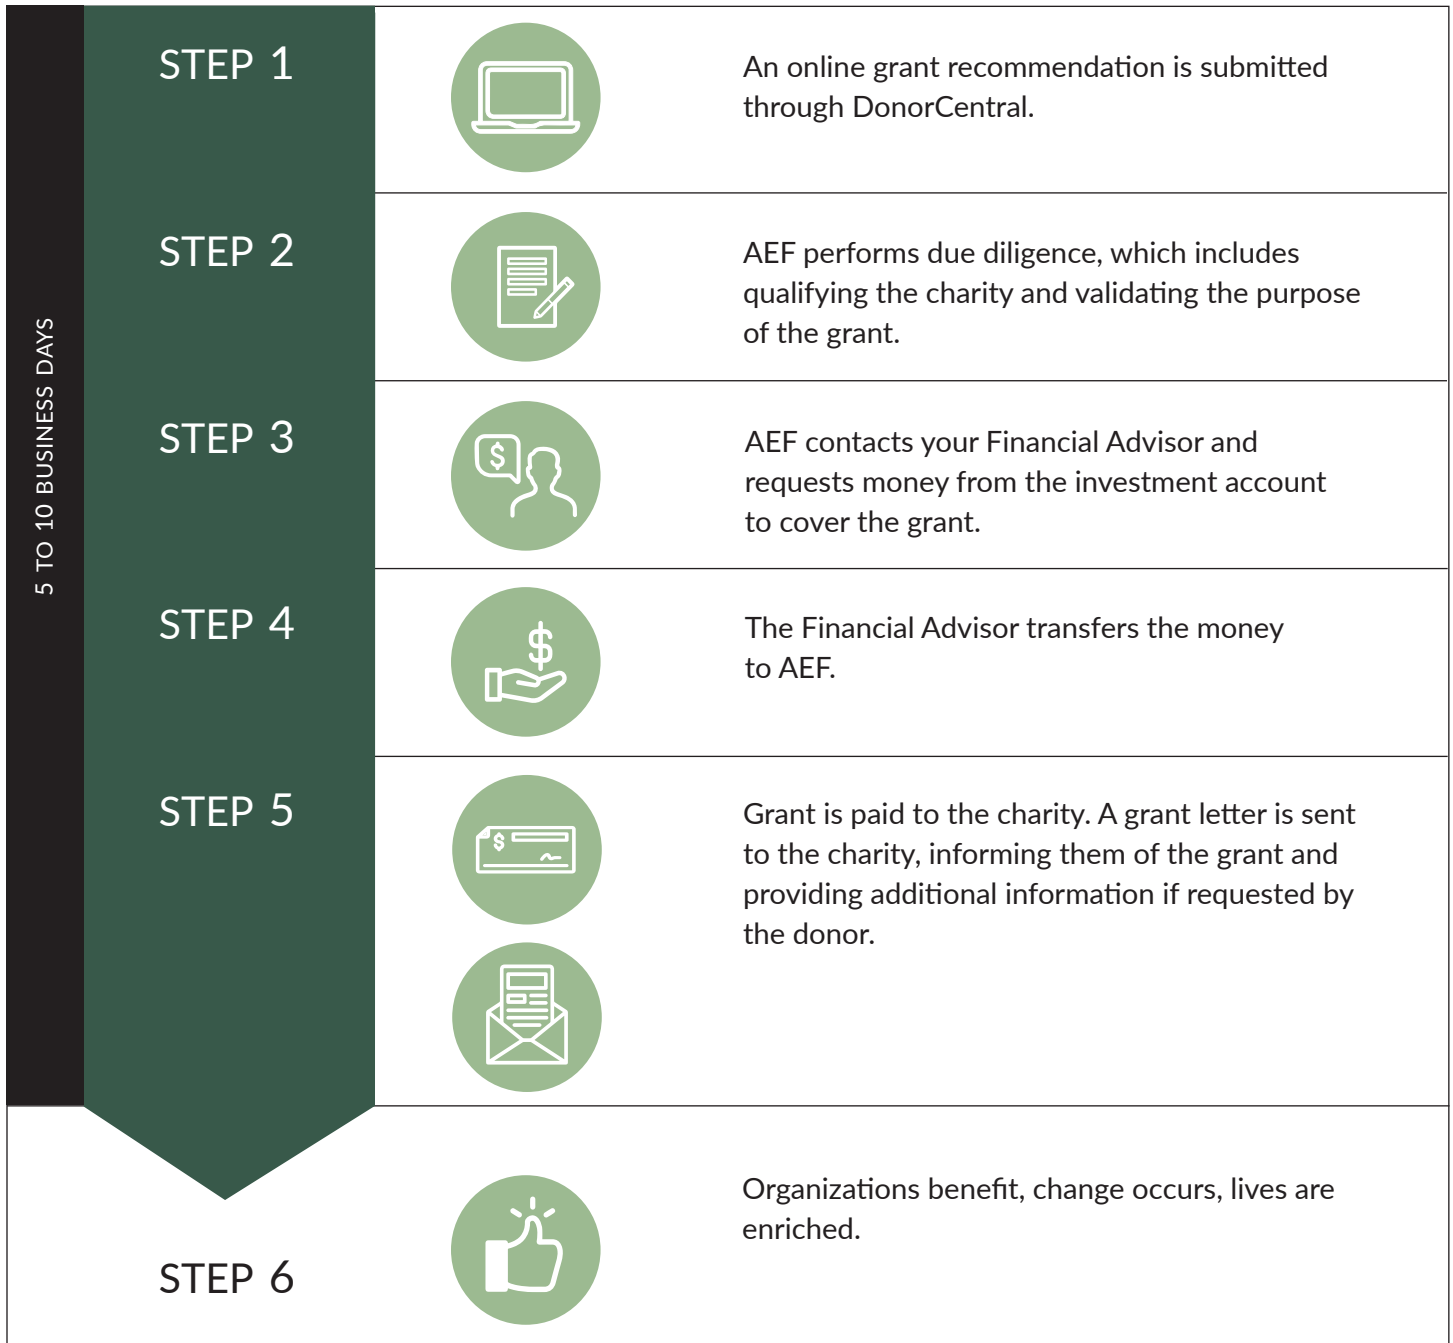 5 TO 10 BUSINESS DAYS
STEP 1
An online grant recommendation is submitted
through DonorCentral.
STEP 2
AEF performs due diligence, which includes
qualifying the charity and validating the purpose
of the grant.
STEP 3
$
AEF contacts your Financial Advisor and
requests money from the investment account
to cover the grant.
STEP 4
$
The Financial Advisor transfers the money
to AEF.
STEP 5
$
Grant is paid to the charity. A grant letter is sent
to the charity, informing them of the grant and
providing additional information if requested by
the donor.
STEP 6
Organizations benefit, change occurs, lives are
enriched.